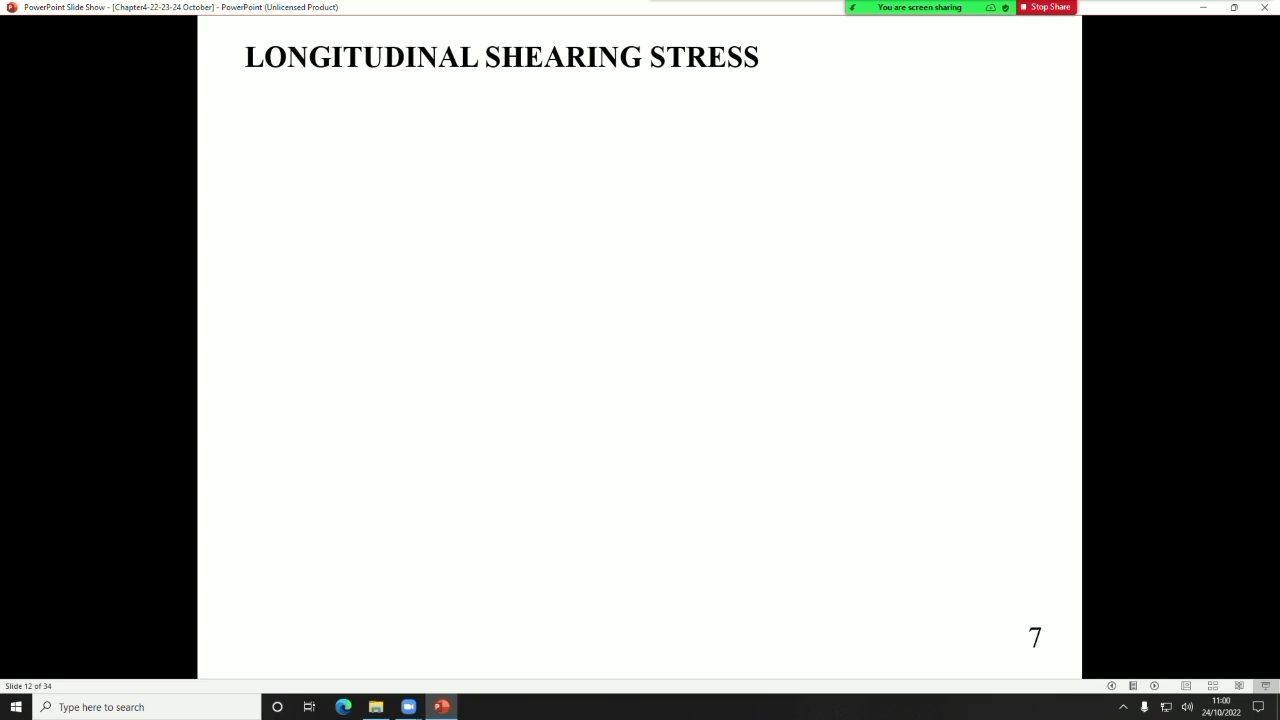 PowerPoint Slide Show - [Chapter4-22-23-24 October] - PowerPoint (Unlicensed Product)
You are screen sharing
Stop Share
LONGITUDINAL SHEARING STRESS
7
Slide 12 of 34
Type here to search
11:00
24/10/2022